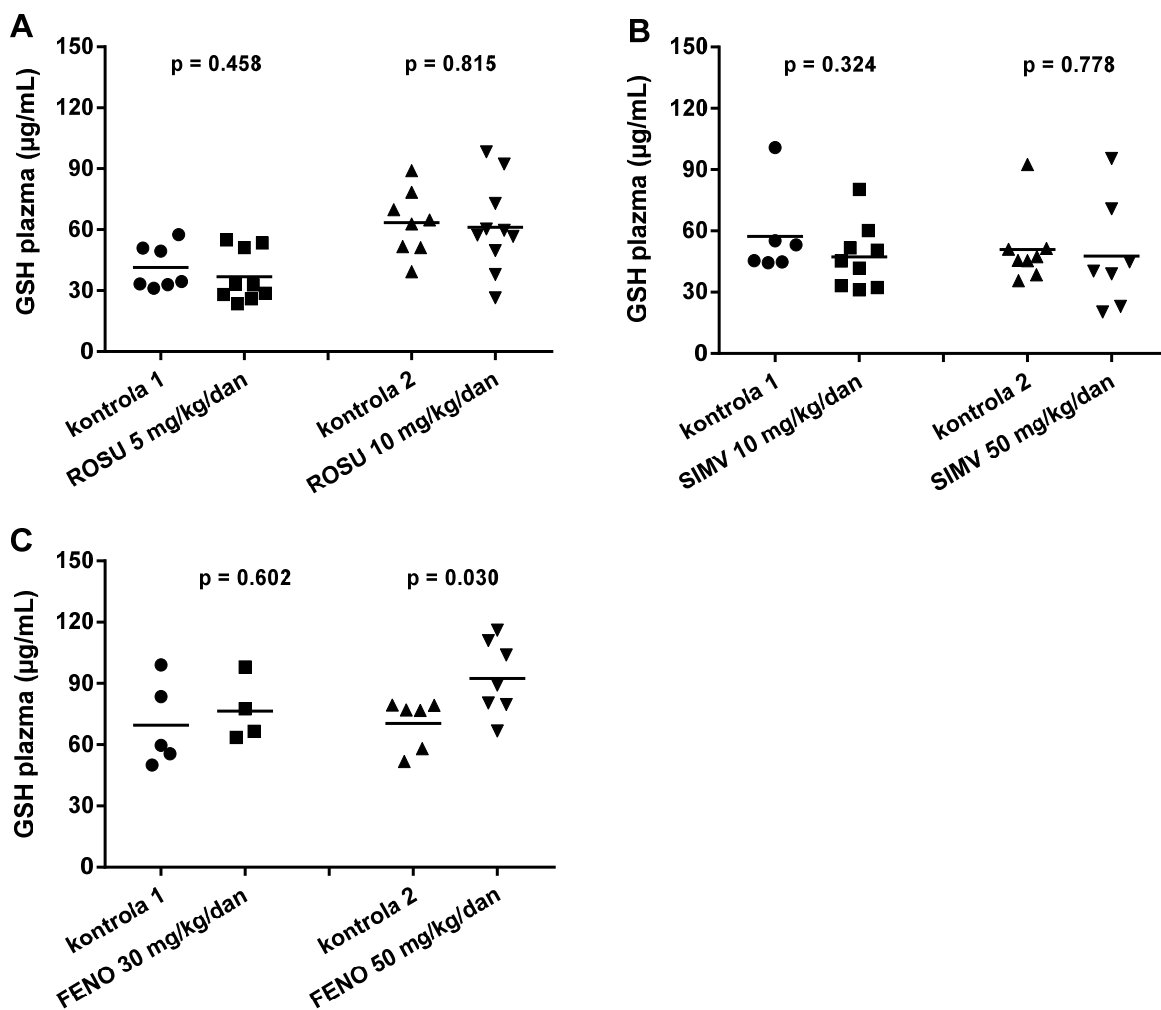 A
GSH plazma (µg/mL)
150
120
90
60
30
0
p = 0.458
p = 0.815
kontrola 1
ROSU 5 mg/kg/dan
kontrola 2
ROSU 10 mg/kg/dan
B
GSH plazma (µg/mL)
150
120
90
60
30
0
p = 0.324
p = 0.778
kontrola 1
SIMV 10 mg/kg/dan
kontrola 2
SIMV 50 mg/kg/dan
C
GSH plazma (µg/mL)
150
120
90
60
30
0
p = 0.602
p = 0.030
kontrola 1
FENO 30 mg/kg/dan
kontrola 2
FENO 50 mg/kg/dan